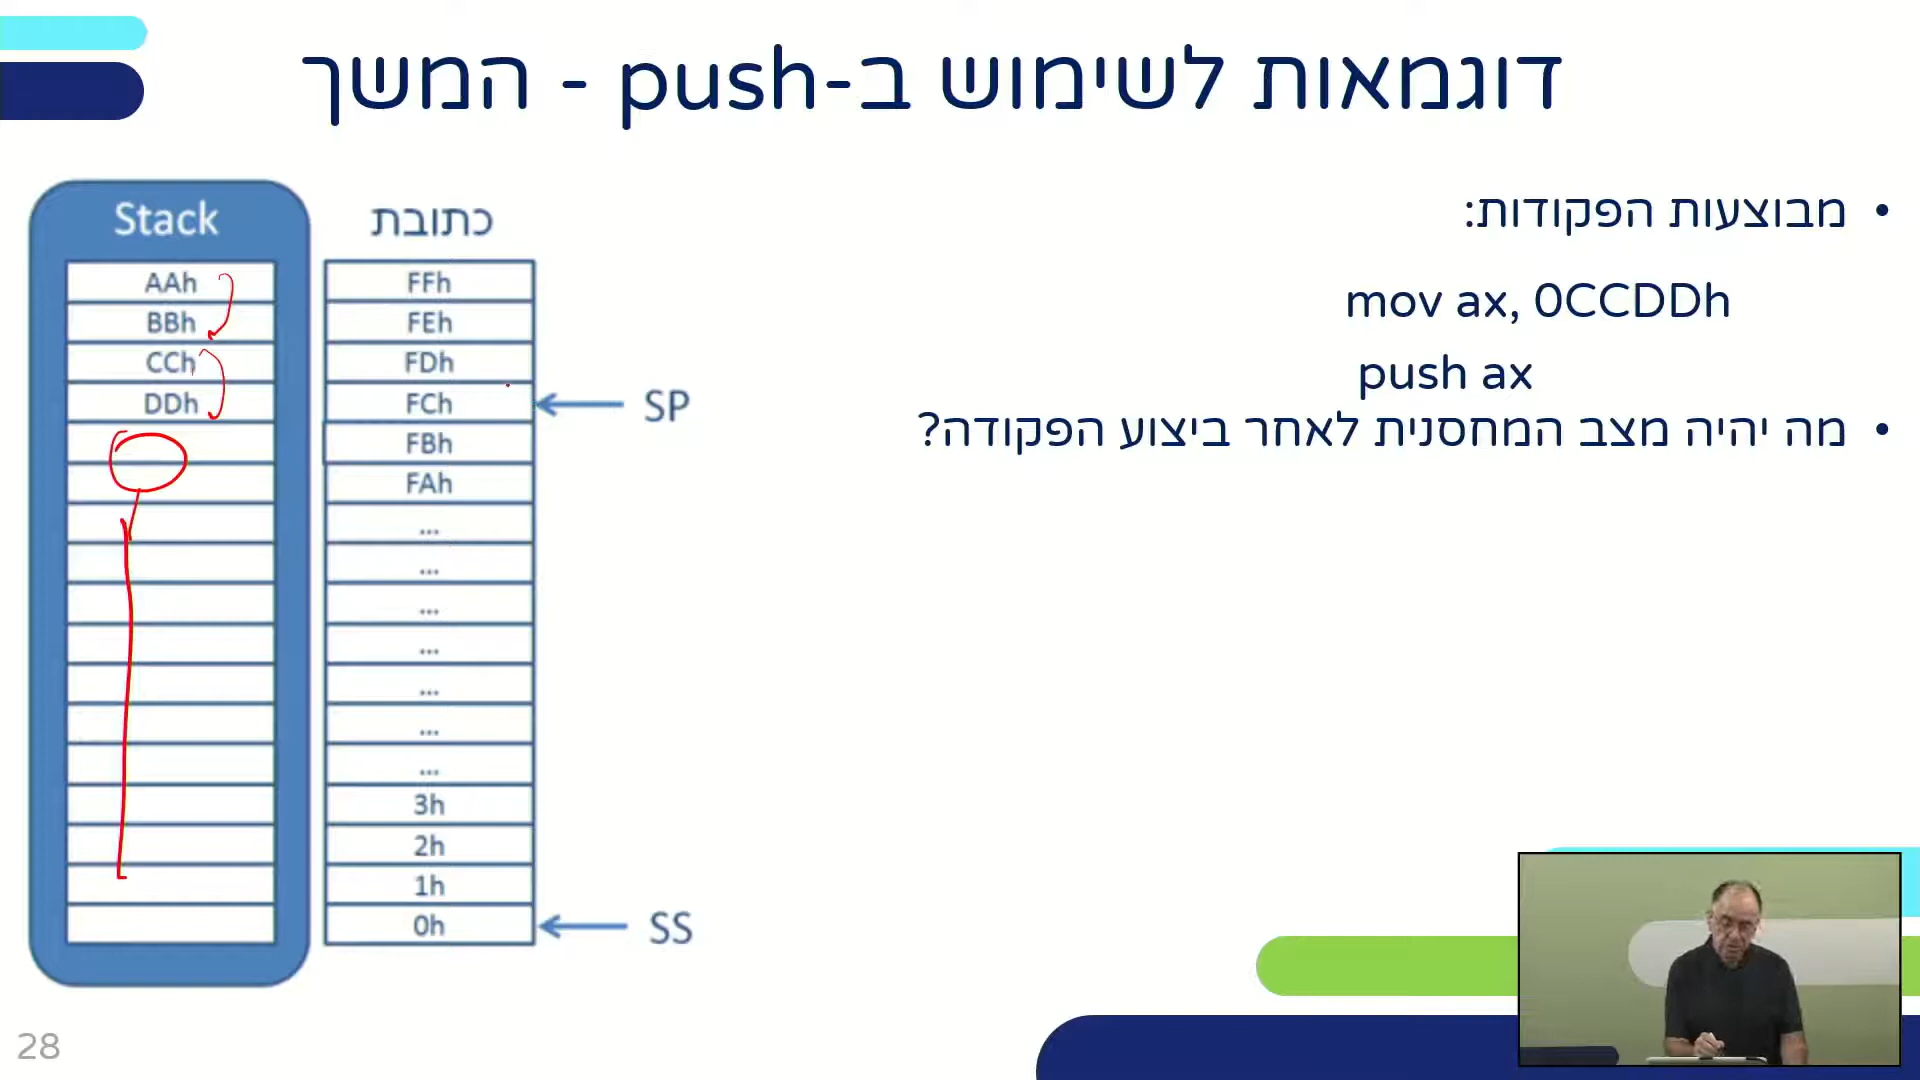 דוגמאות לשימוש ב-push - המשך
• מבוצעות הפקודות:
mov ax, 0CCDDh
push ax
• מה יהיה מצב המחסנית לאחר ביצוע הפקודה?
Stack כתובת
AAh FFh
BBh FEh
CCh FDh
DDh FCh SP
FBh
FAh
...
...
...
...
...
...
...
3h
2h
1h
0h SS
28